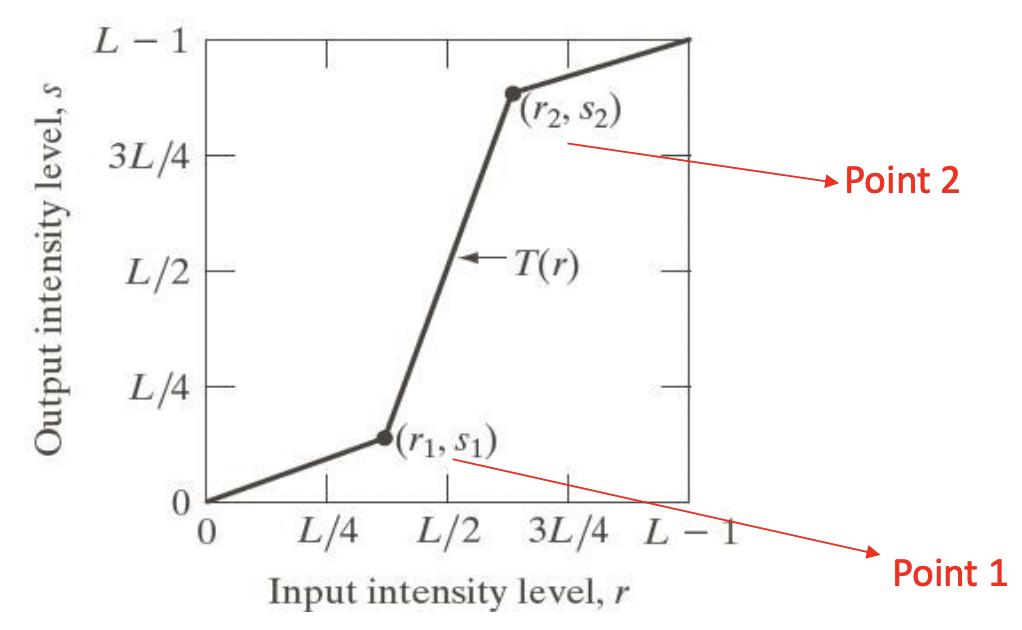 L − 1
(r₂, s₂)
3L/4
Point 2
L/2
T(r)
Output intensity level, s
L/4
(r₁, s₁)
0
0
L/4
L/2
3L/4
L − 1
Point 1
Input intensity level, r